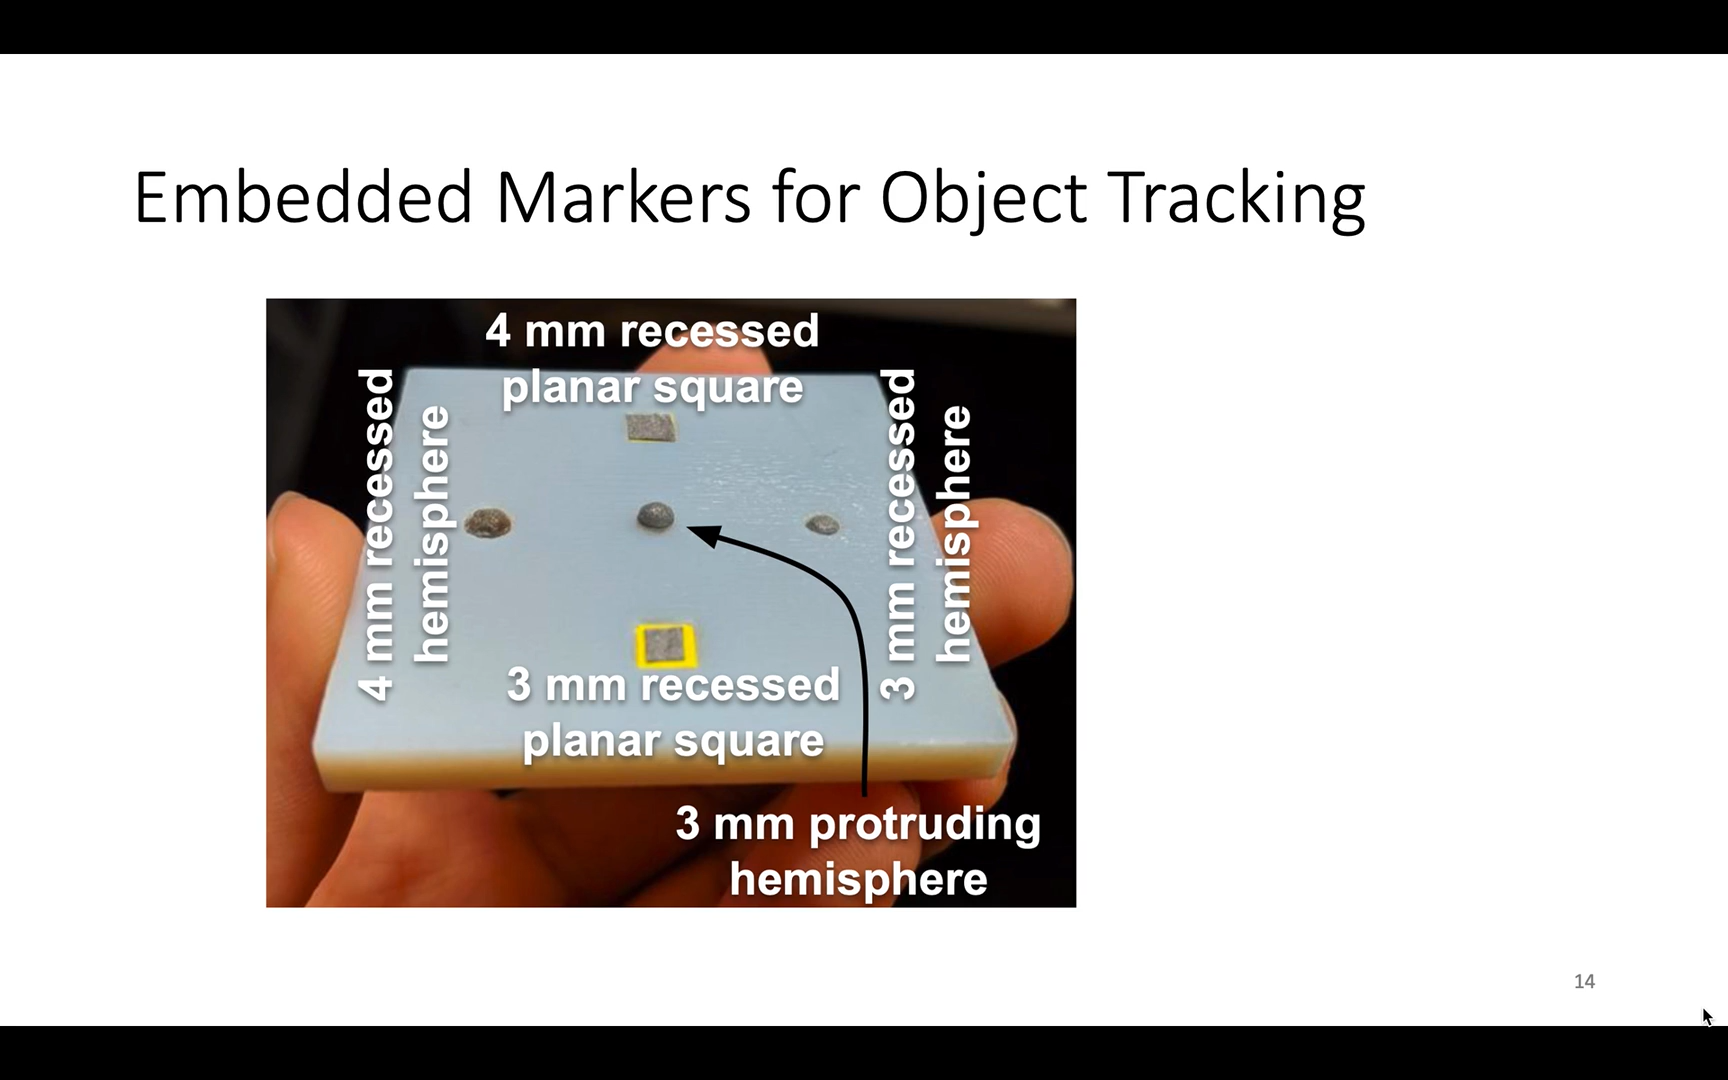 Embedded Markers for Object Tracking
4 mm recessed
planar square
4 mm recessed
hemisphere
3 mm recessed
hemisphere
3 mm recessed
planar square
3 mm protruding
hemisphere
14